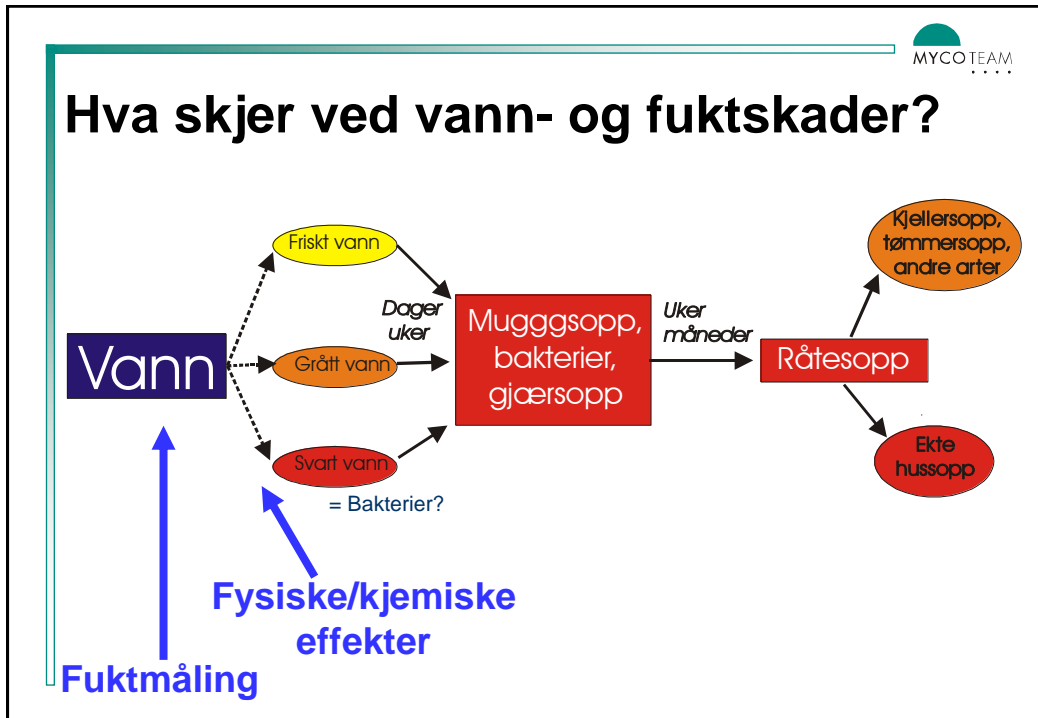 MYCOTEAM
Hva skjer ved vann- og fuktskader?
Vann
Friskt vann
Grått vann
Svart vann
= Bakterier?
Dager
uker
Mugggsopp,
bakterier,
gjærsopp
Uker
måneder
Råtesopp
Kjellersopp,
tømmersopp,
andre arter
Ekte
hussopp
Fysiske/kjemiske
effekter
Fuktmåling